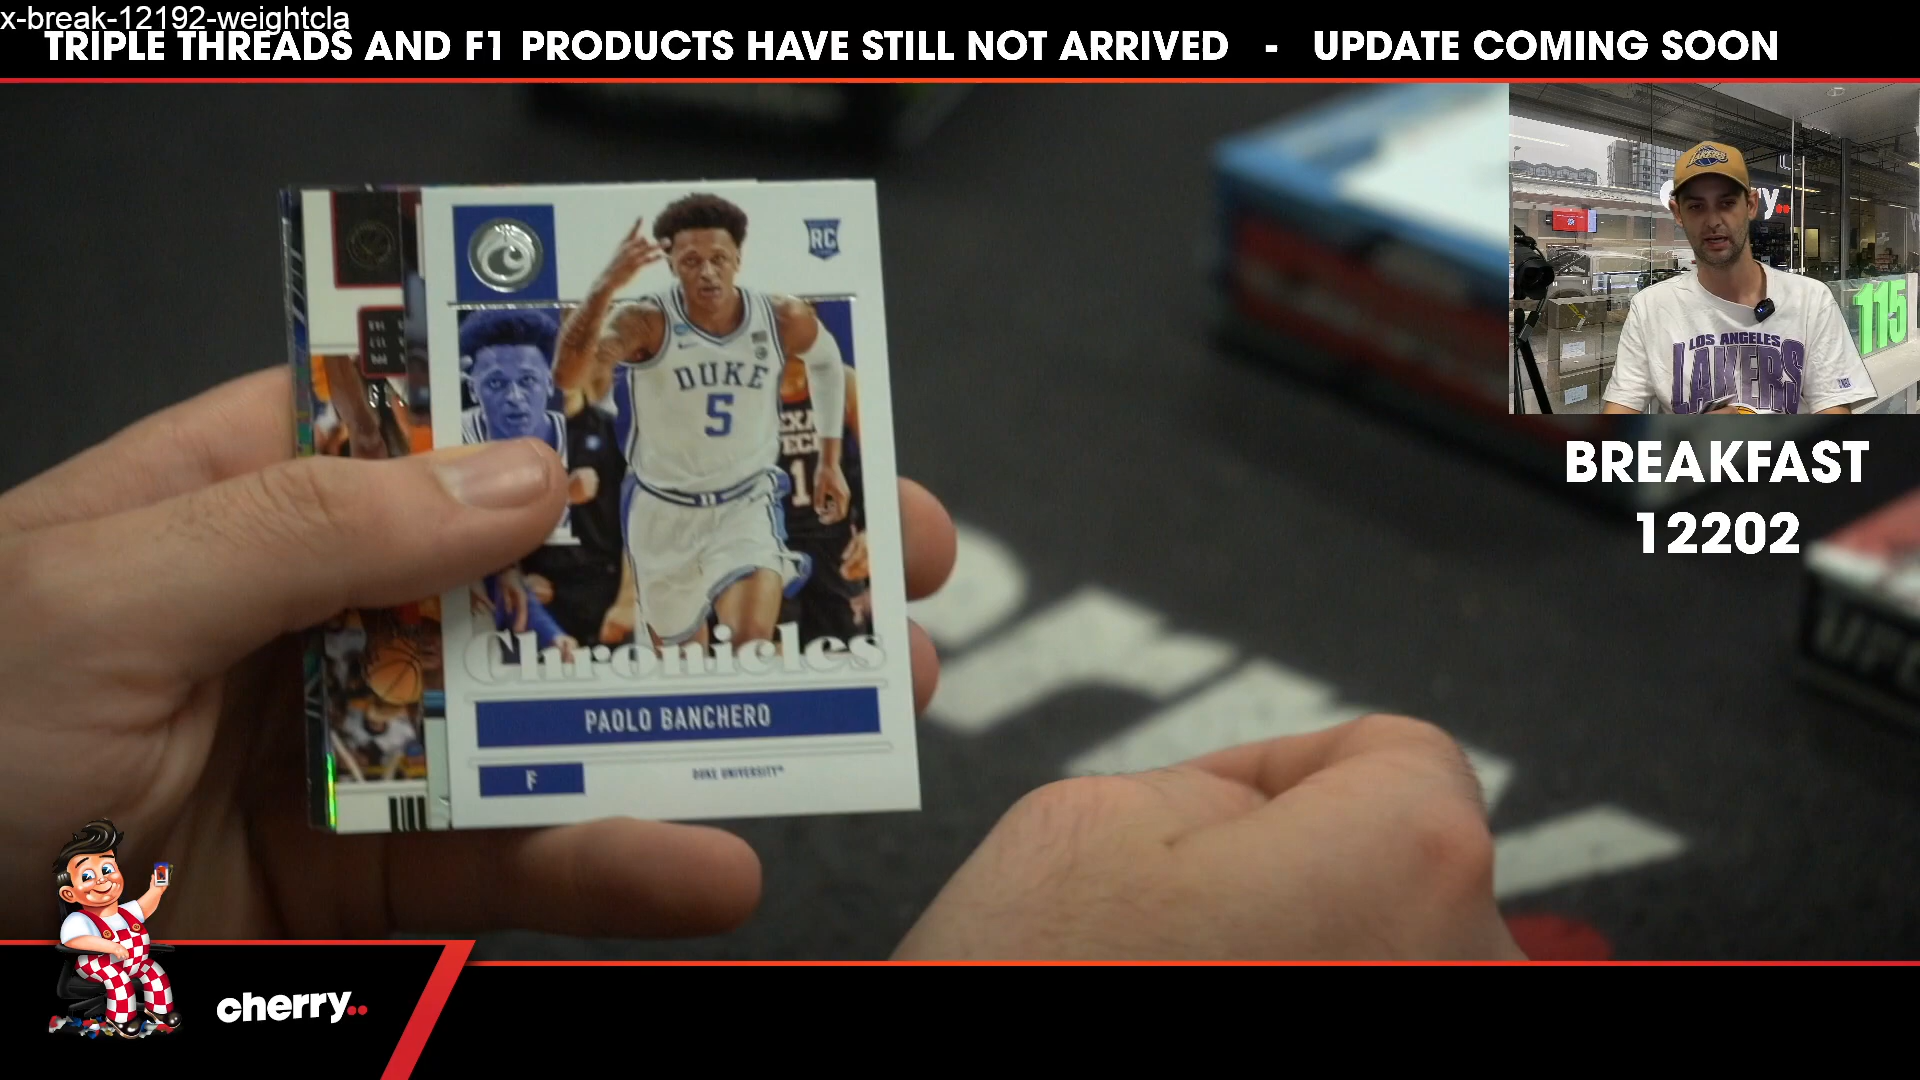 x-break-12192-weightcla
TRIPLE THREADS AND F1 PRODUCTS HAVE STILL NOT ARRIVED - UPDATE COMING SOON
RC
DUKE
5
Chronicles
PAOLO BANCHERO
F
DUKE UNIVERSITY
LOS ANGELES
LAKERS
115
BREAKFAST
12202
UFC
cherry..